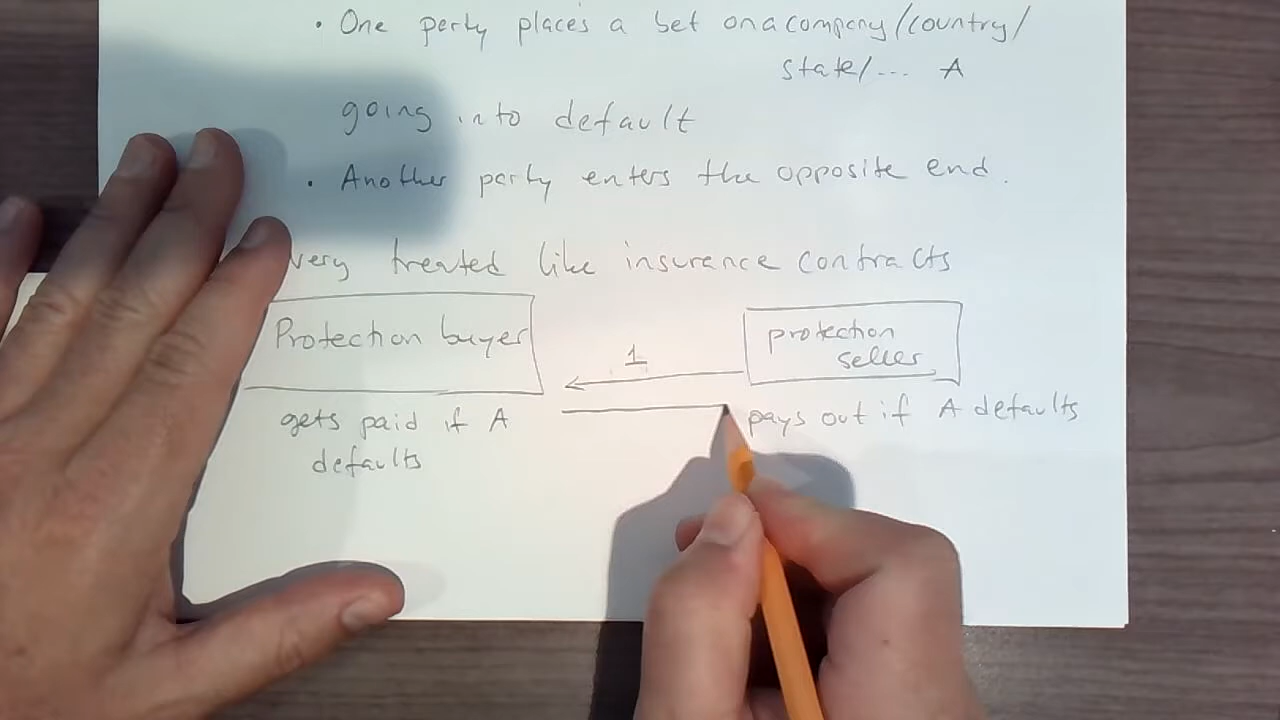 • One party places a bet on a company/country/
state/... A
going into default
• Another party enters the opposite end.
very treated like insurance contracts
Protection buyer
protection
seller
1
gets paid if A
defaults
pays out if A defaults